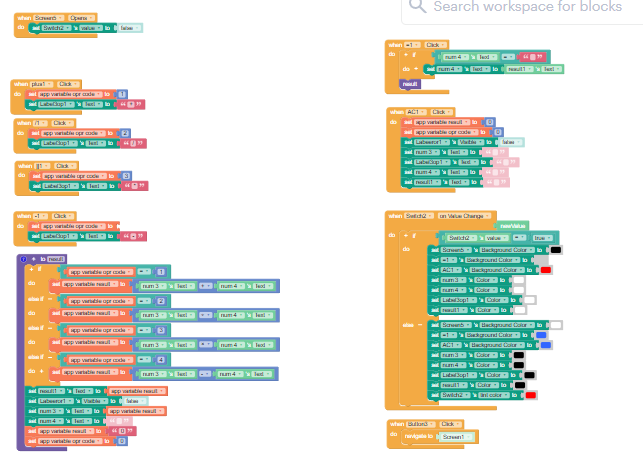 Search workspace for blocks
when Screen5 Opens
do set Switch2 's value to false
when plus1 Click
do set app variable opr code to 1
set Label3op1 's Text to " + "
when /1 Click
do set app variable opr code to 2
set Label3op1 's Text to " / "
Click
do set app variable opr code to 3
set Label3op1 's Text to " * "
when -1 Click
do set app variable opr code to
set Label3op1 's Text to " - "
to result
if app variable opr code = 1
do set app variable result to num 3 's Text + num 4 's Text
else if app variable opr code = 2
do set app variable result to num 3 's Text num 4 's Text
else if app variable opr code = 3
do set app variable result to num 3 's Text num 4 's Text
else if app variable opr code = 4
do set app variable result to num 3 's Text - num 4 's Text
set result1 's Text to app variable result
set Labeeror1 's Visible to false
set num 3 's Text to app variable result
set num 4 's Text to " "
set app variable result to " 0 "
set app variable opr code to 0
when =1 Click
do if num 4 's Text = " "
do set num 4 's Text to result1 's Text
result
when AC1 Click
do set app variable result to 0
set app variable opr code to 0
set Labeeror1 's Visible to false
set num 3 's Text to " "
set Label3op1 's Text to " "
set num 4 's Text to " "
set result1 's Text to " "
when Switch2 on Value Change
newValue
do if Switch2 's value = true
do set Screen5 's Background Color to
set =1 's Background Color to
set AC1 's Background Color to
set num 3 's Color to
set num 4 's Color to
set Label3op1 's Color to
set result1 's Color to
else set Screen5 's Background Color to
set =1 's Background Color to
set AC1 's Background Color to
set num 3 's Color to
set num 4 's Color to
set Label3op1 's Color to
set result1 's Color to
set Switch2 's tint color to
when Button3 Click
do navigate to Screen1